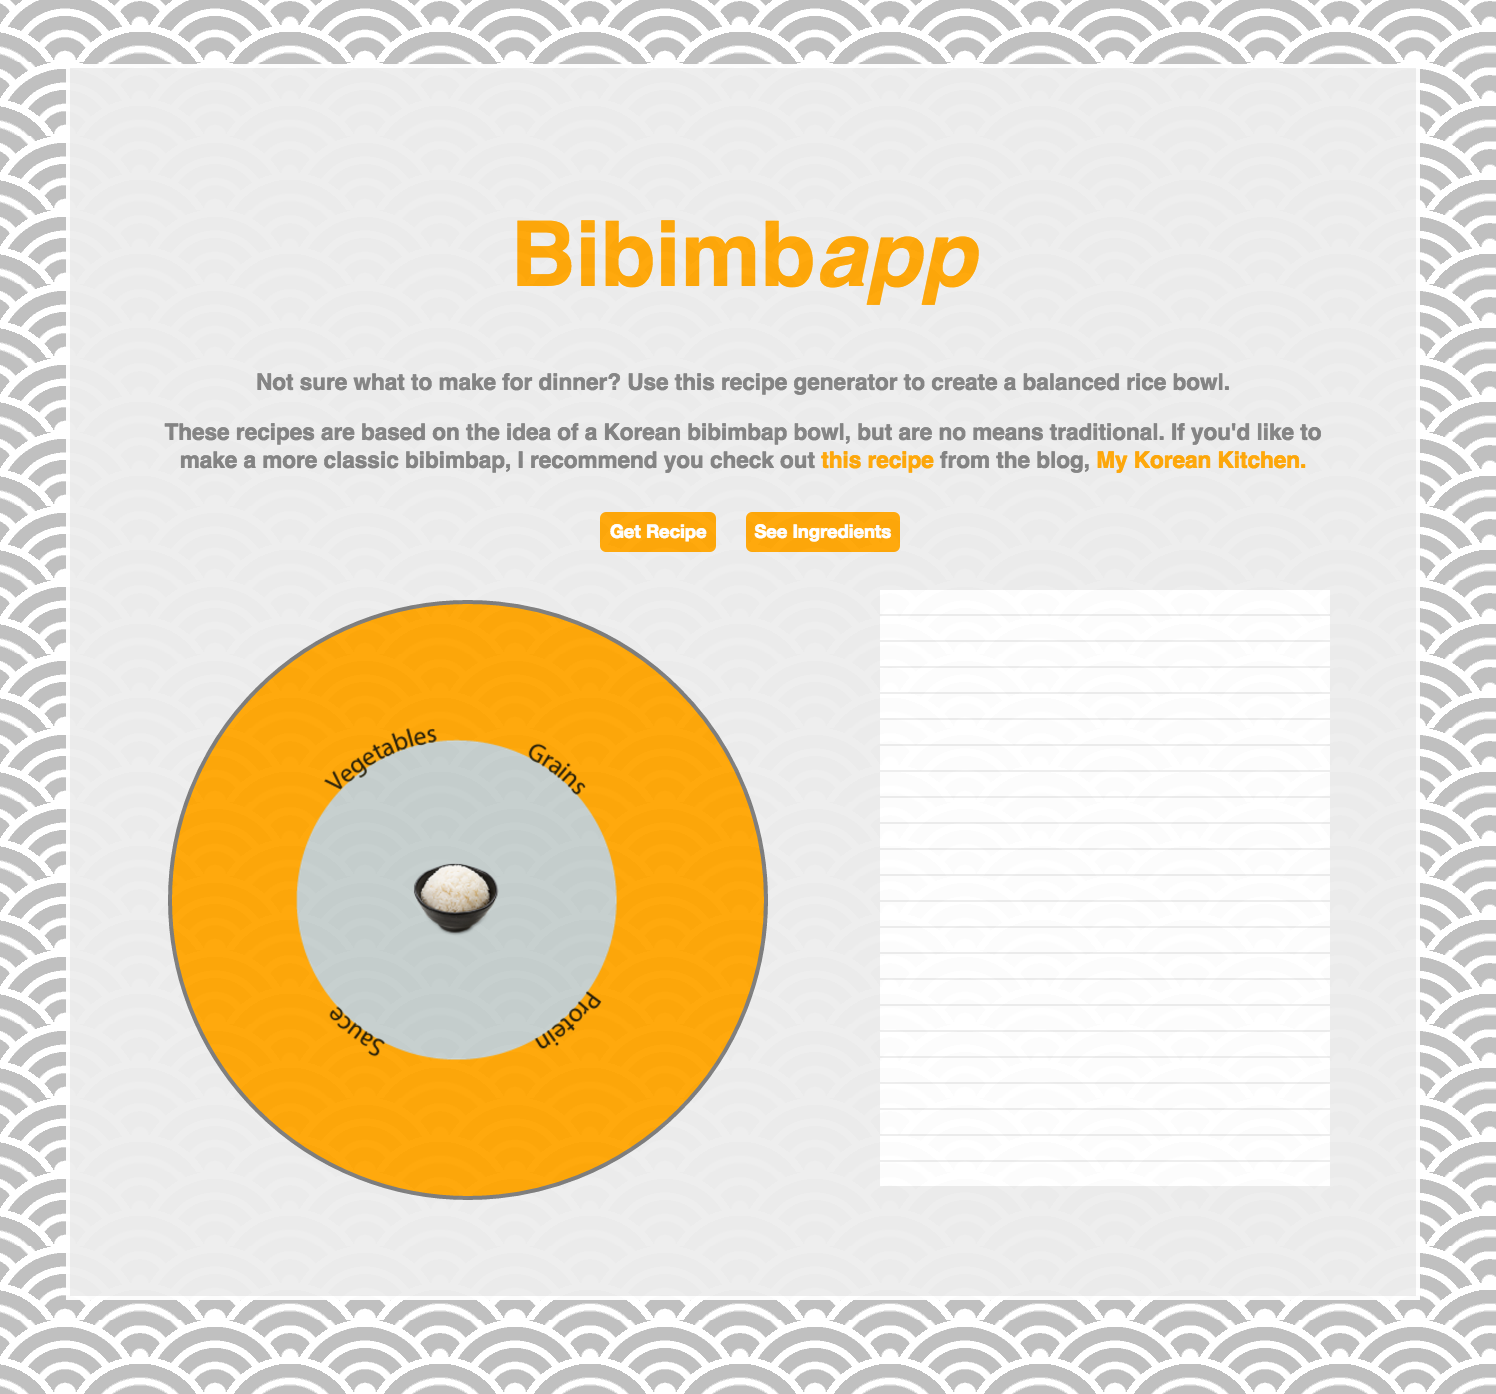 Bibimbapp
Not sure what to make for dinner? Use this recipe generator to create a balanced rice bowl.
These recipes are based on the idea of a Korean bibimbap bowl, but are no means traditional. If you'd like to
make a more classic bibimbap, I recommend you check out this recipe from the blog, My Korean Kitchen.
Get Recipe See Ingredients
Vegetables
Grains
Sauce
Protein